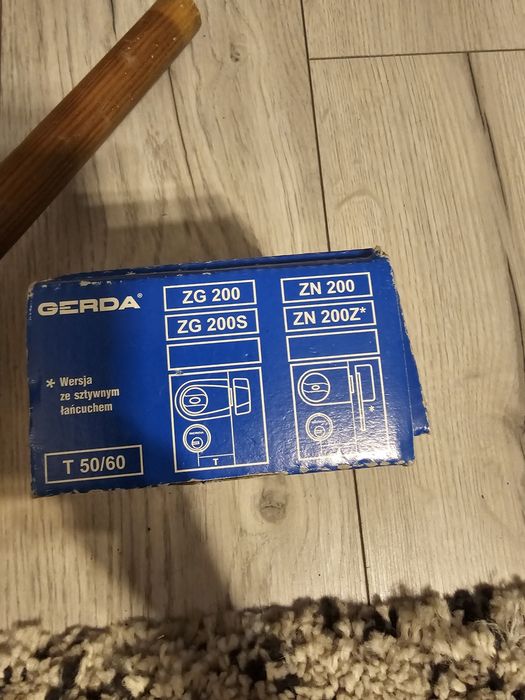 GERDA®
ZG 200
ZG 200S
ZN 200
ZN 200Z*
* Wersja
ze sztywnym
łańcuchem
T 50/60
T
*